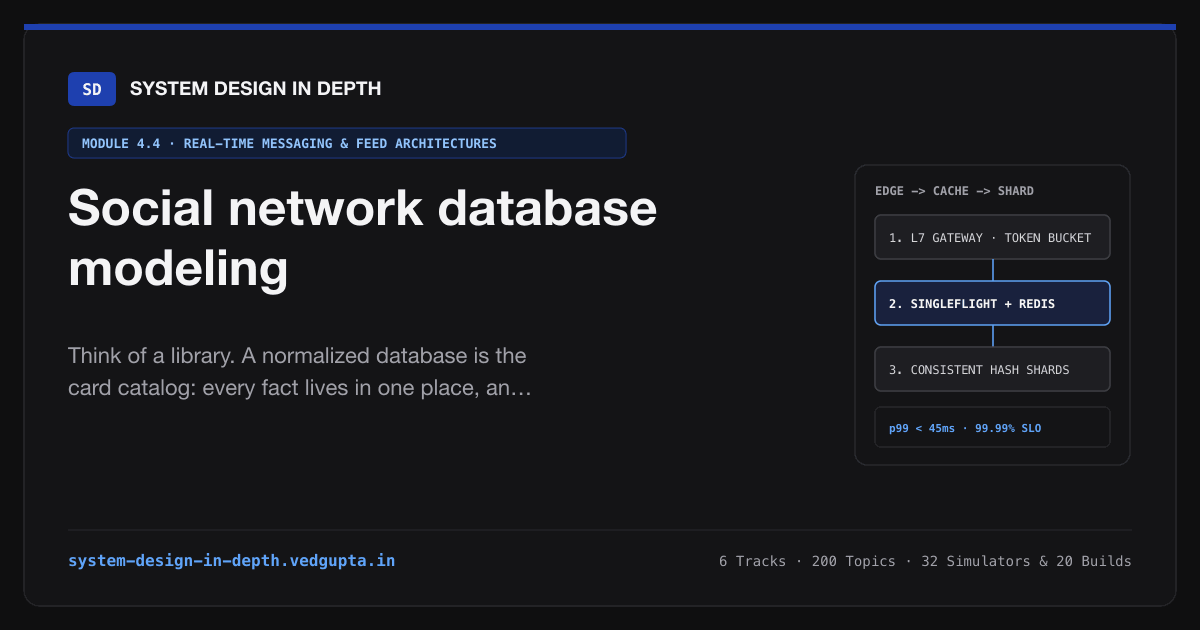 SD
SYSTEM DESIGN IN DEPTH
MODULE 4.4 · REAL-TIME MESSAGING & FEED ARCHITECTURES
Social network database
modeling
Think of a library. A normalized database is the
card catalog: every fact lives in one place, an…
EDGE -> CACHE -> SHARD
1. L7 GATEWAY · TOKEN BUCKET
2. SINGLEFLIGHT + REDIS
3. CONSISTENT HASH SHARDS
p99 < 45ms · 99.99% SLO
system-design-in-depth.vedgupta.in
6 Tracks · 200 Topics · 32 Simulators & 20 Builds